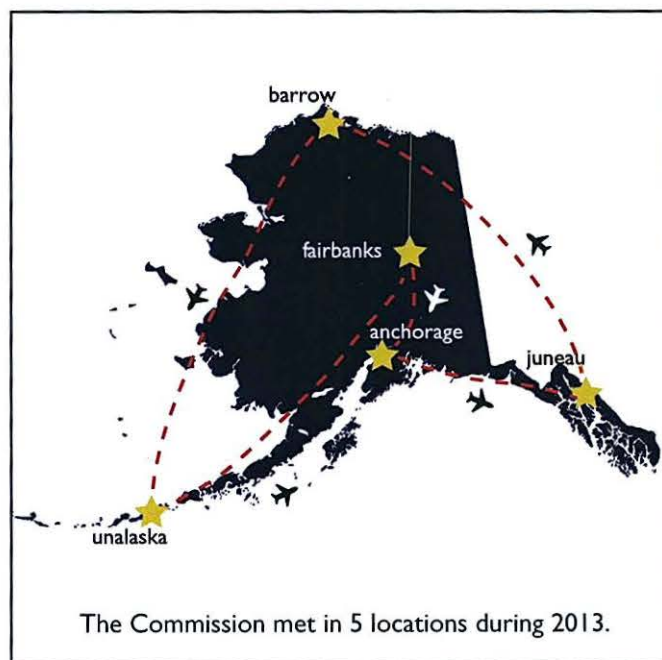 barrow
fairbanks
anchorage
juneau
unalaska
The Commission met in 5 locations during 2013.